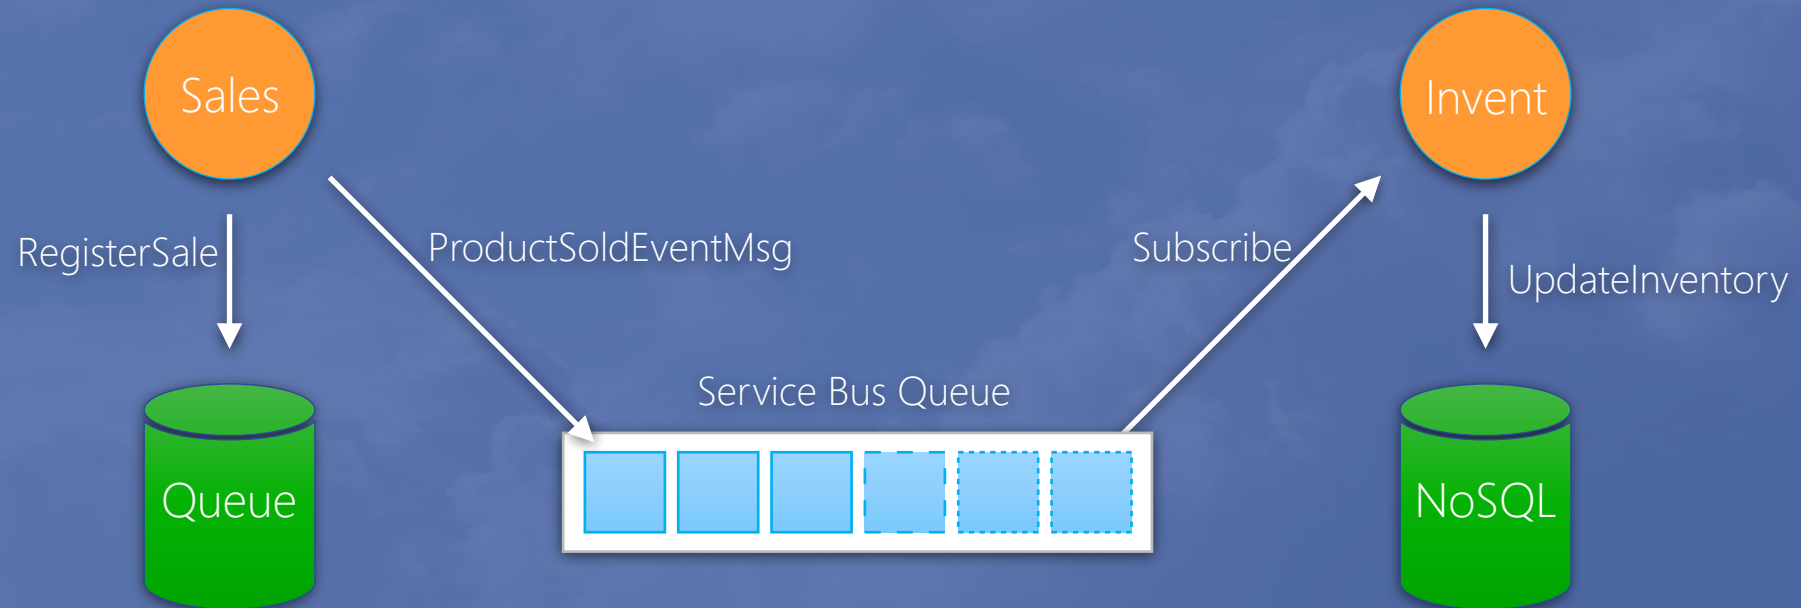 Sales
Invent
RegisterSale
ProductSoldEventMsg
Subscribe
UpdateInventory
Service Bus Queue
Queue
NoSQL